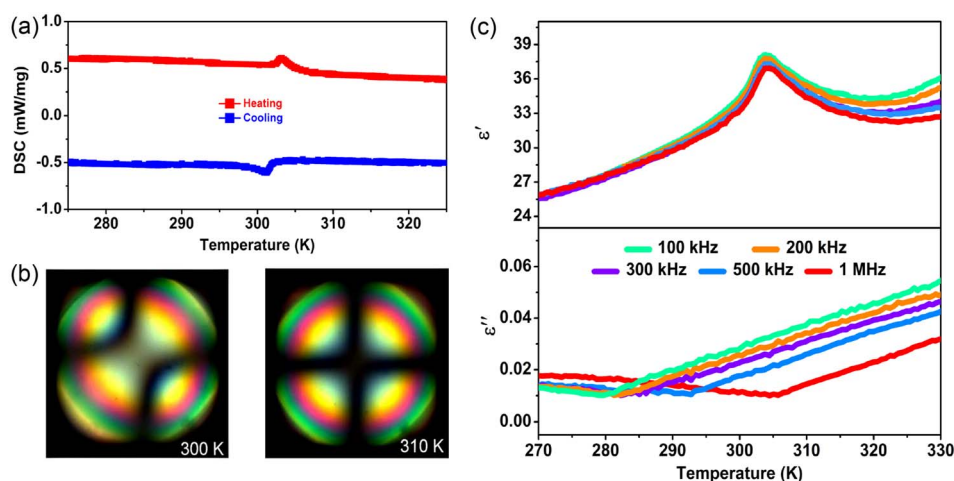 (a)
1.0
0.5
0.0
-0.5
-1.0
DSC (mW/mg)
Heating
Cooling
280 290 300 310 320
Temperature (K)
(b)
300 K
310 K
(c)
39
36
33
30
27
24
ε′
100 kHz 200 kHz
300 kHz 500 kHz 1 MHz
0.06
0.04
0.02
0.00
ε′′
270 280 290 300 310 320 330
Temperature (K)